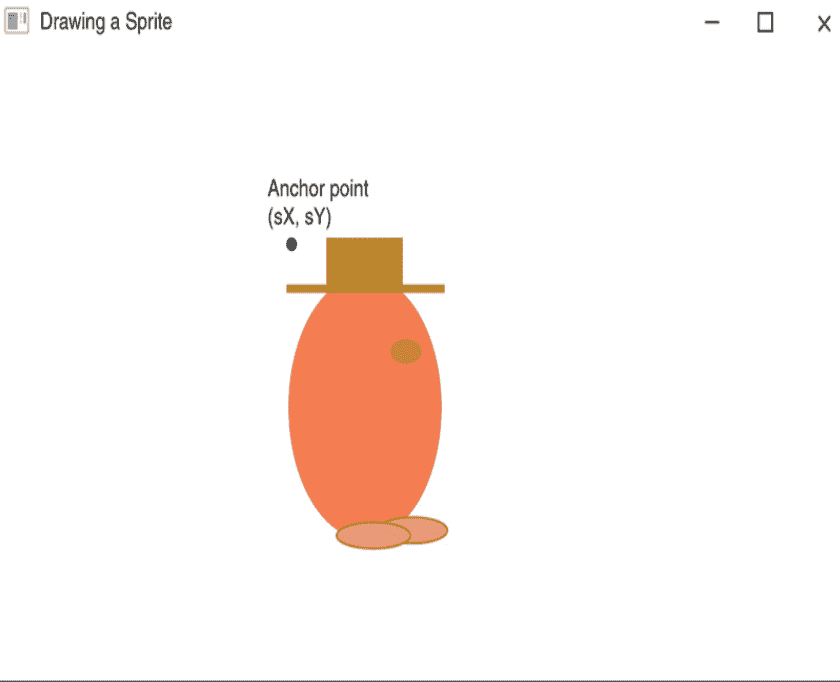 Drawing a Sprite
Anchor point
(sX, sY)